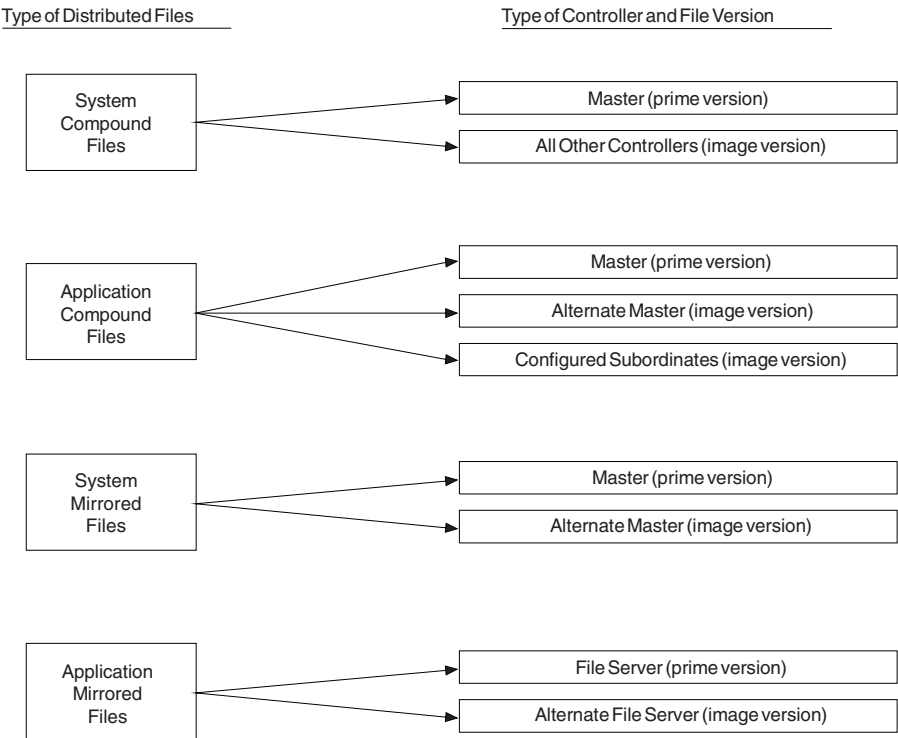 Type of Distributed Files
Type of Controller and File Version
System
Compound
Files
Master (prime version)
All Other Controllers (image version)
Application
Compound
Files
Master (prime version)
Alternate Master (image version)
Configured Subordinates (image version)
System
Mirrored
Files
Master (prime version)
Alternate Master (image version)
Application
Mirrored
Files
File Server (prime version)
Alternate File Server (image version)